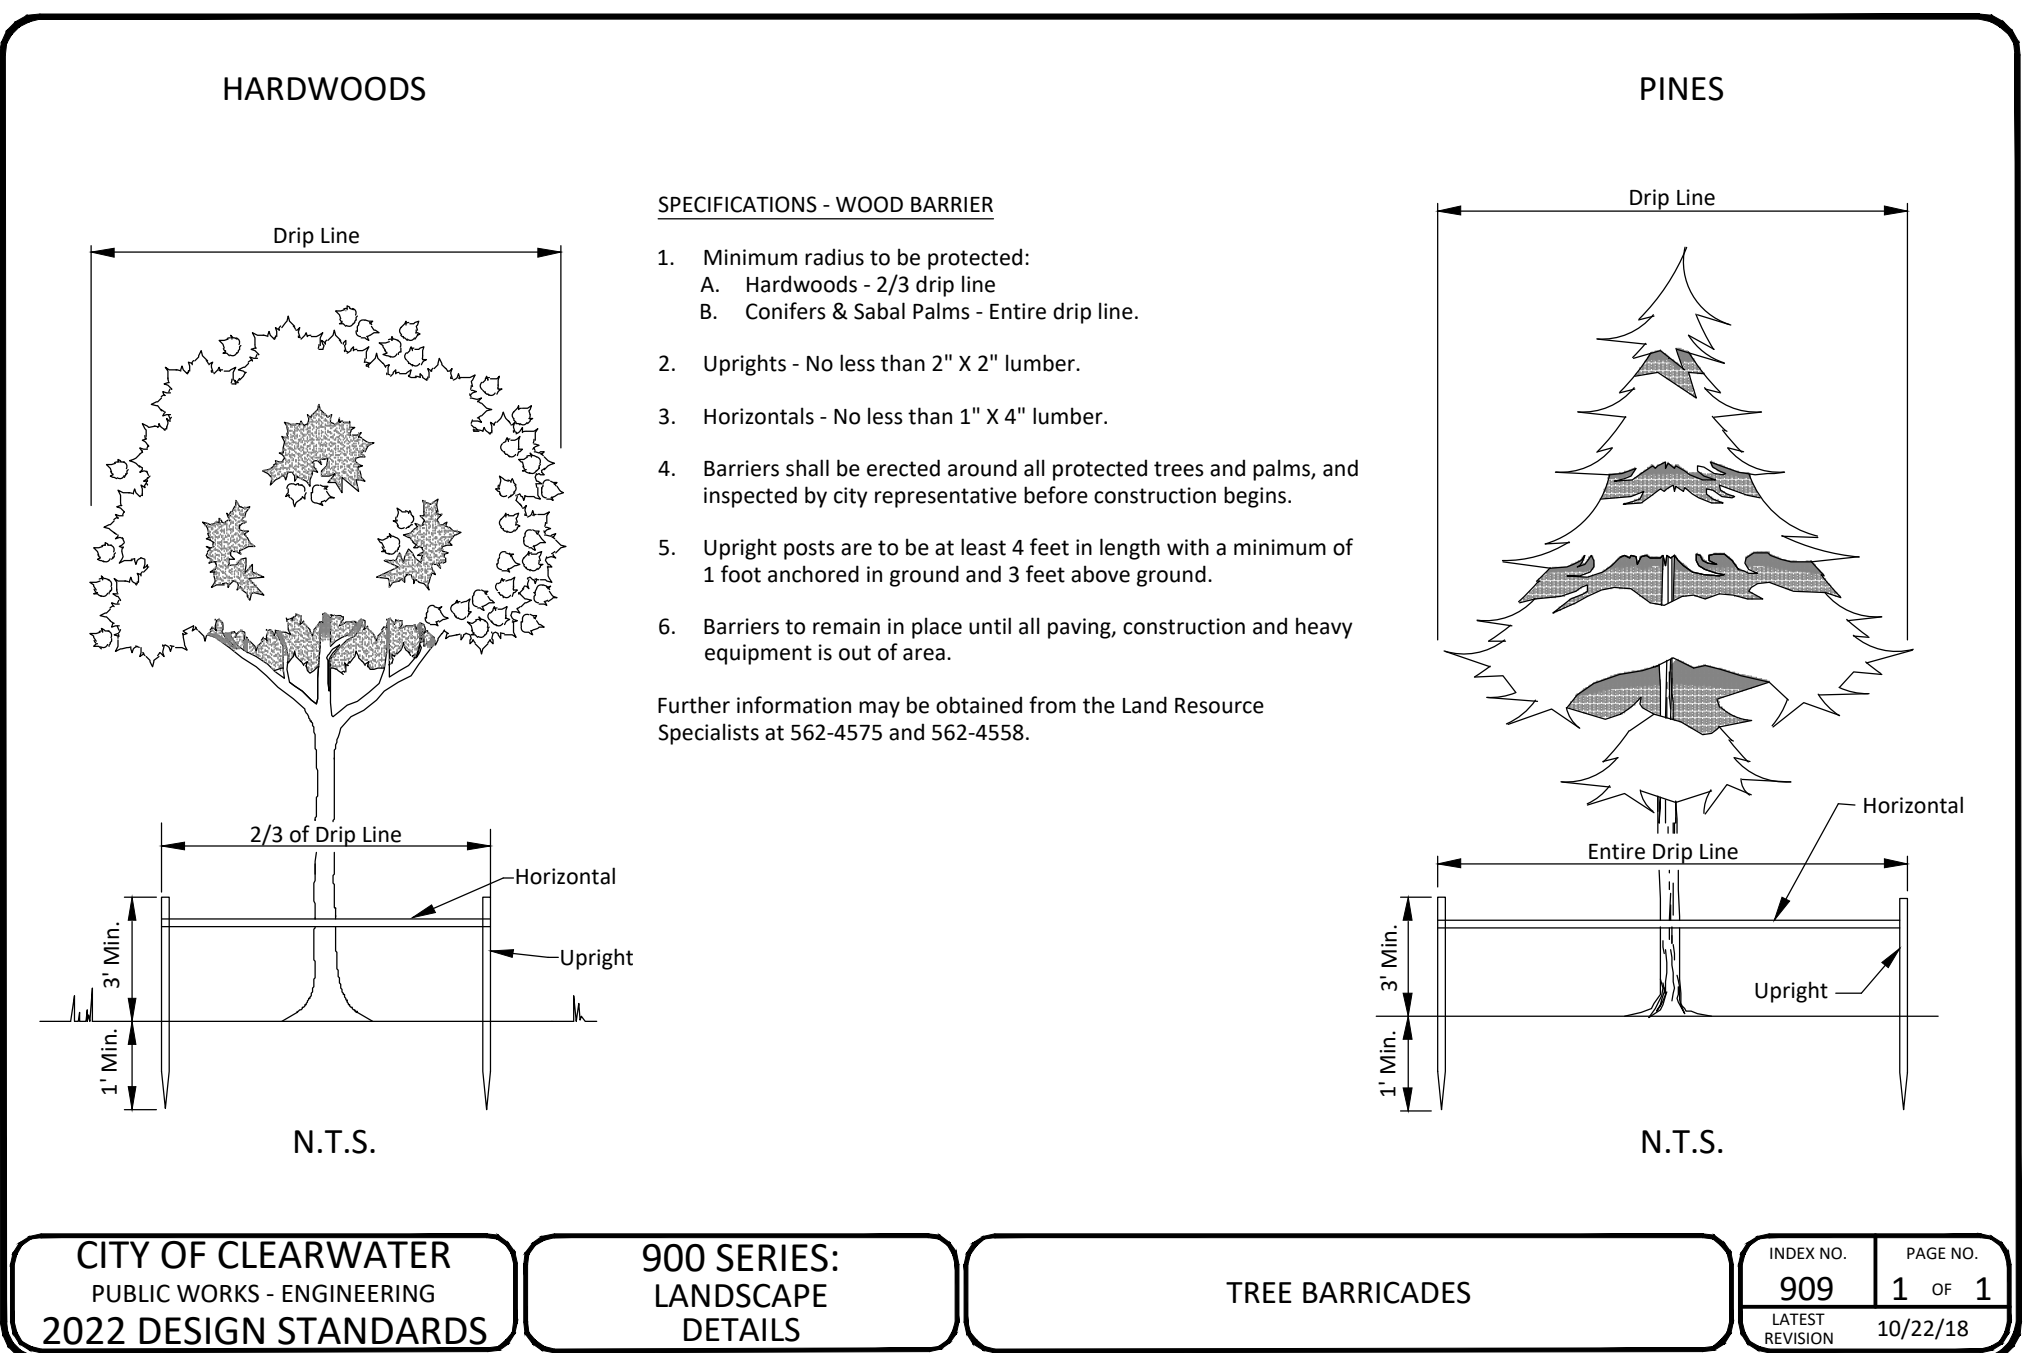 HARDWOODS
PINES
Drip Line
Drip Line
SPECIFICATIONS - WOOD BARRIER
1. Minimum radius to be protected:
A. Hardwoods - 2/3 drip line
B. Conifers & Sabal Palms - Entire drip line.
2. Uprights - No less than 2" X 2" lumber.
3. Horizontals - No less than 1" X 4" lumber.
4. Barriers shall be erected around all protected trees and palms, and
inspected by city representative before construction begins.
5. Upright posts are to be at least 4 feet in length with a minimum of
1 foot anchored in ground and 3 feet above ground.
6. Barriers to remain in place until all paving, construction and heavy
equipment is out of area.
Further information may be obtained from the Land Resource
Specialists at 562-4575 and 562-4558.
2/3 of Drip Line
Horizontal
Upright
3' Min.
1' Min.
N.T.S.
Horizontal
Entire Drip Line
Upright
3' Min.
1' Min.
N.T.S.
CITY OF CLEARWATER
PUBLIC WORKS - ENGINEERING
2022 DESIGN STANDARDS
900 SERIES:
LANDSCAPE
DETAILS
TREE BARRICADES
INDEX NO.
909
PAGE NO.
1 OF 1
LATEST
REVISION
10/22/18